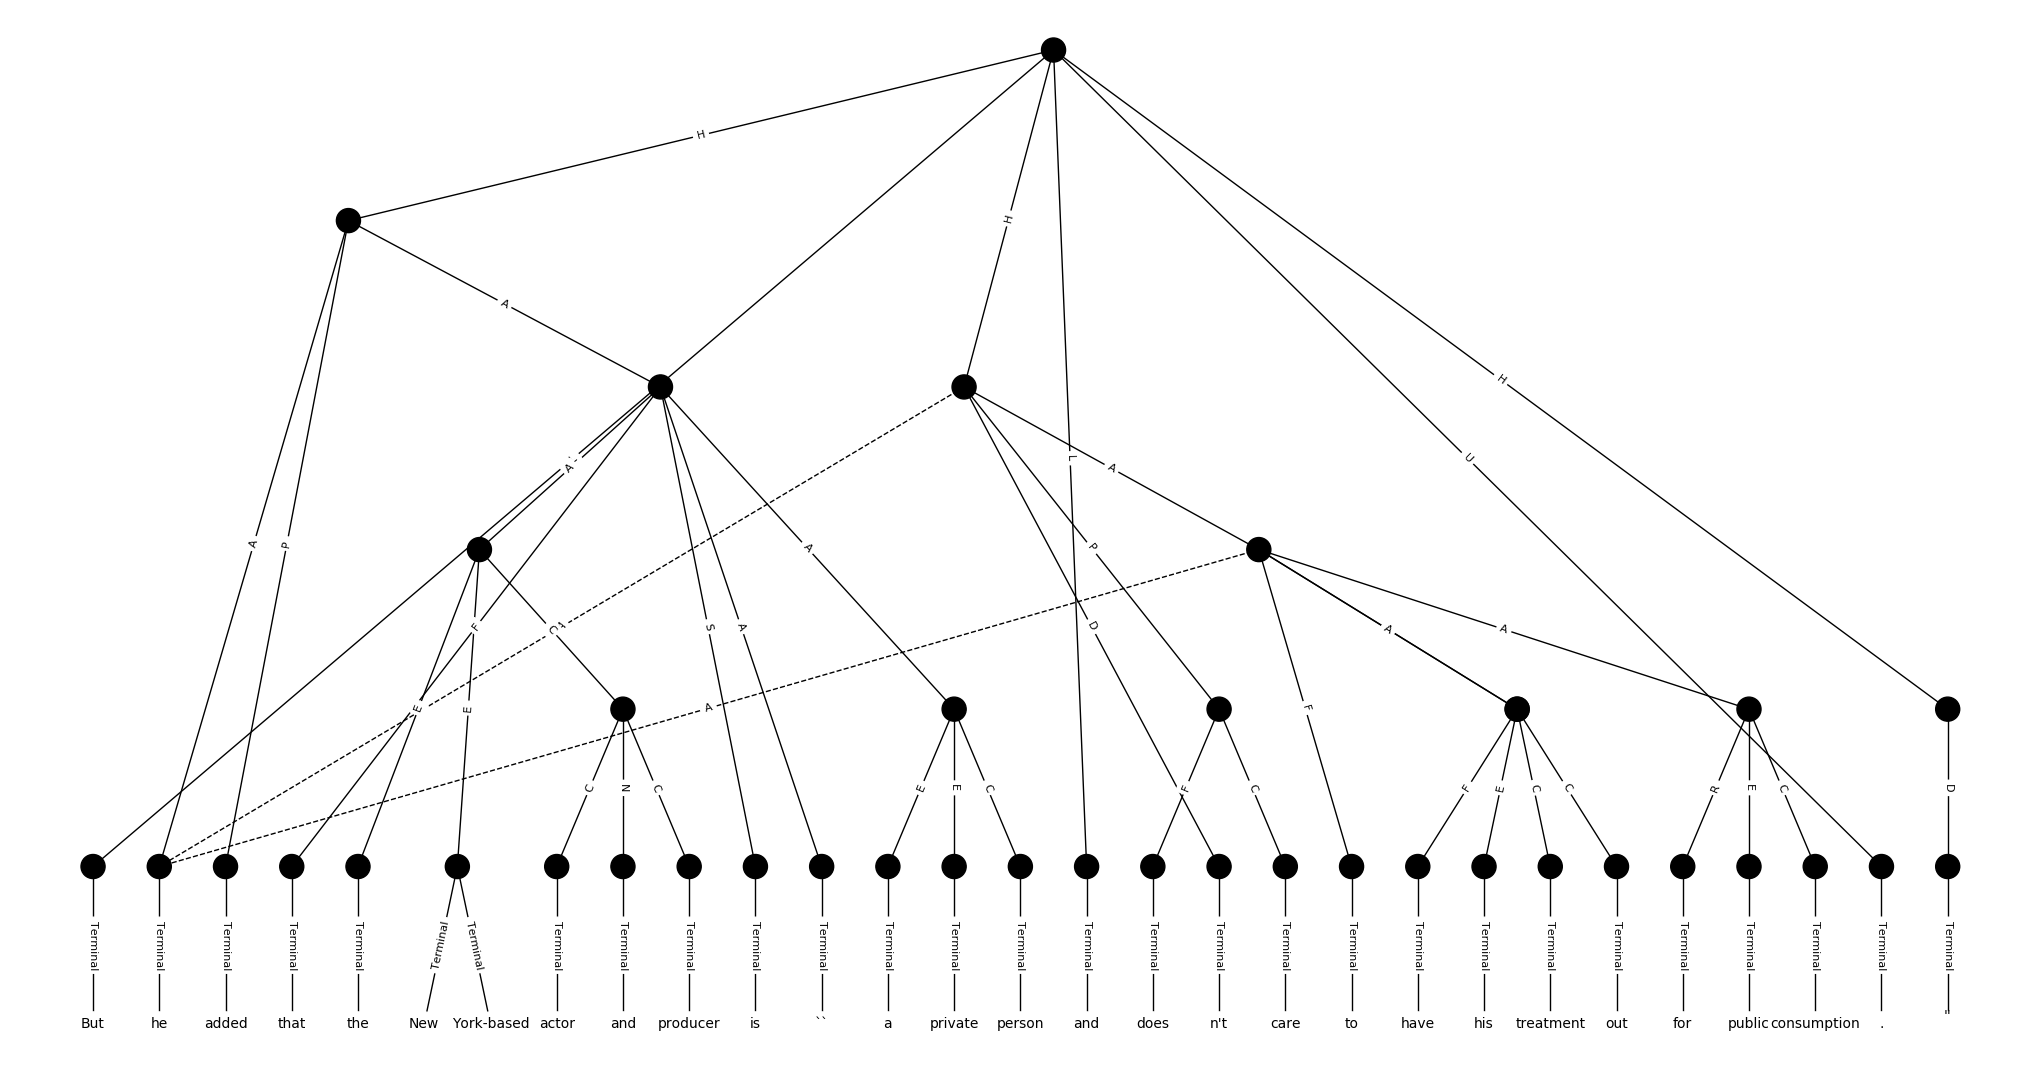 H
H
A
H
L
A
A
U
A
P
A
P
F
C
A
S
A
D
A
A
E
E
A
F
C
N
C
E
E
C
F
C
F
E
C
C
R
E
C
D
Terminal Terminal Terminal Terminal Terminal Terminal Terminal Terminal Terminal Terminal Terminal Terminal Terminal Terminal Terminal Terminal Terminal Terminal Terminal Terminal Terminal Terminal Terminal Terminal Terminal Terminal Terminal Terminal Terminal
But he added that the New York-based actor and producer is `` a private person and does n't care to have his treatment out for public consumption . "